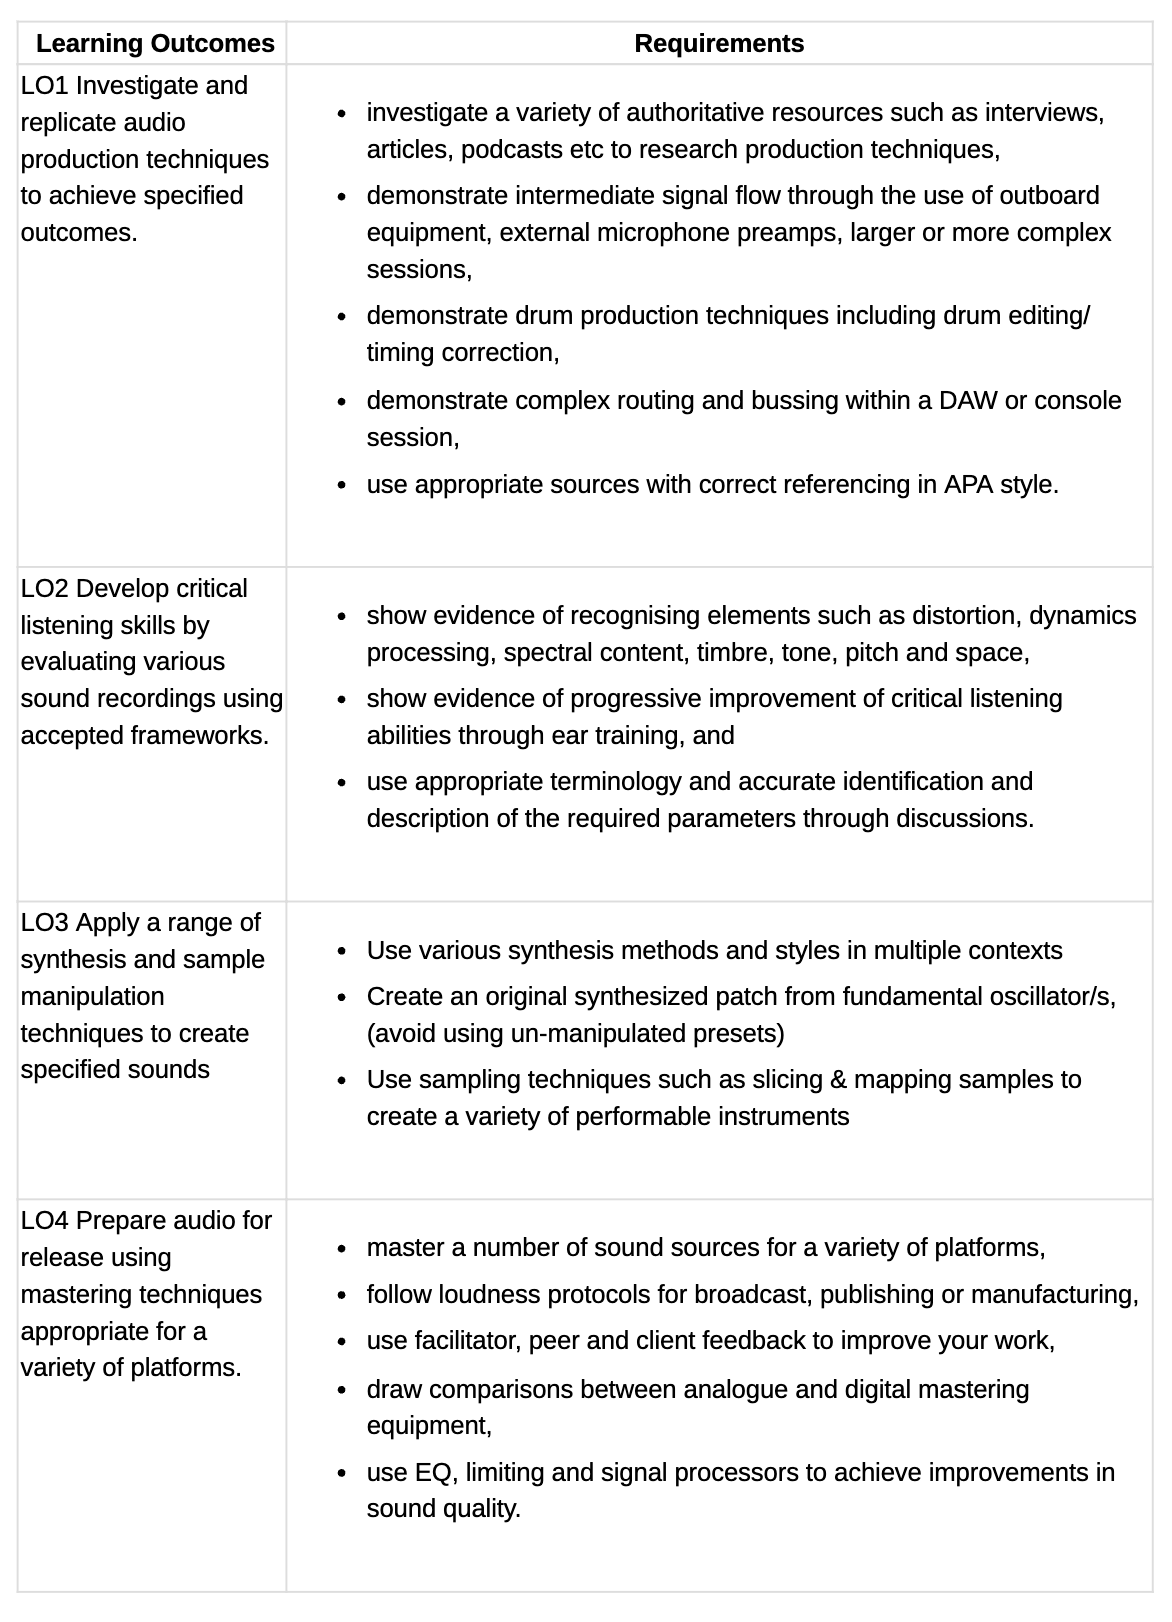 Learning Outcomes
Requirements
LO1 Investigate and
replicate audio
production techniques
to achieve specified
outcomes.
• investigate a variety of authoritative resources such as interviews,
articles, podcasts etc to research production techniques,
• demonstrate intermediate signal flow through the use of outboard
equipment, external microphone preamps, larger or more complex
sessions,
• demonstrate drum production techniques including drum editing/
timing correction,
• demonstrate complex routing and bussing within a DAW or console
session,
• use appropriate sources with correct referencing in APA style.
LO2 Develop critical
listening skills by
evaluating various
sound recordings using
accepted frameworks.
• show evidence of recognising elements such as distortion, dynamics
processing, spectral content, timbre, tone, pitch and space,
• show evidence of progressive improvement of critical listening
abilities through ear training, and
• use appropriate terminology and accurate identification and
description of the required parameters through discussions.
LO3 Apply a range of
synthesis and sample
manipulation
techniques to create
specified sounds
• Use various synthesis methods and styles in multiple contexts
• Create an original synthesized patch from fundamental oscillator/s,
(avoid using un-manipulated presets)
• Use sampling techniques such as slicing & mapping samples to
create a variety of performable instruments
LO4 Prepare audio for
release using
mastering techniques
appropriate for a
variety of platforms.
• master a number of sound sources for a variety of platforms,
• follow loudness protocols for broadcast, publishing or manufacturing,
• use facilitator, peer and client feedback to improve your work,
• draw comparisons between analogue and digital mastering
equipment,
• use EQ, limiting and signal processors to achieve improvements in
sound quality.